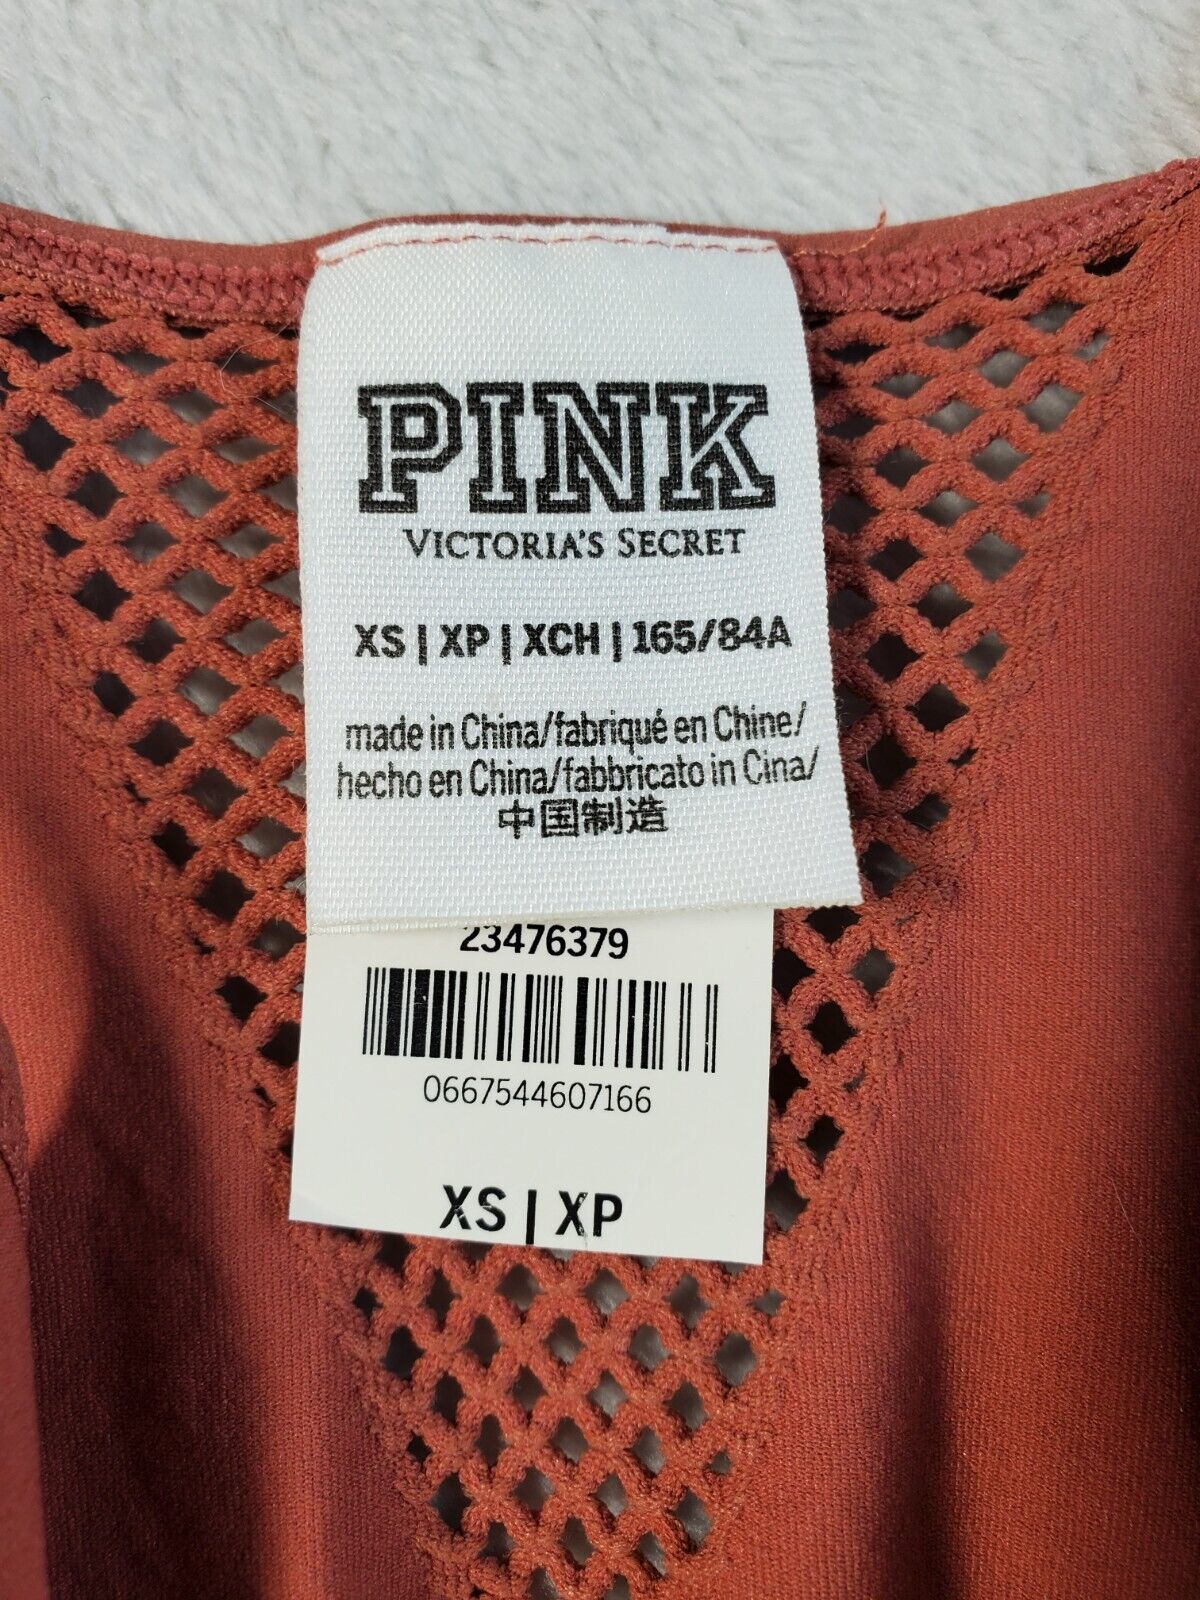 PINK
VICTORIA'S SECRET
XS | XP | XCH | 165/84A
made in China/fabriqué en Chine/
hecho en China/fabbricato in Cina/
中国制造
23476379
0667544607166
XS | XP